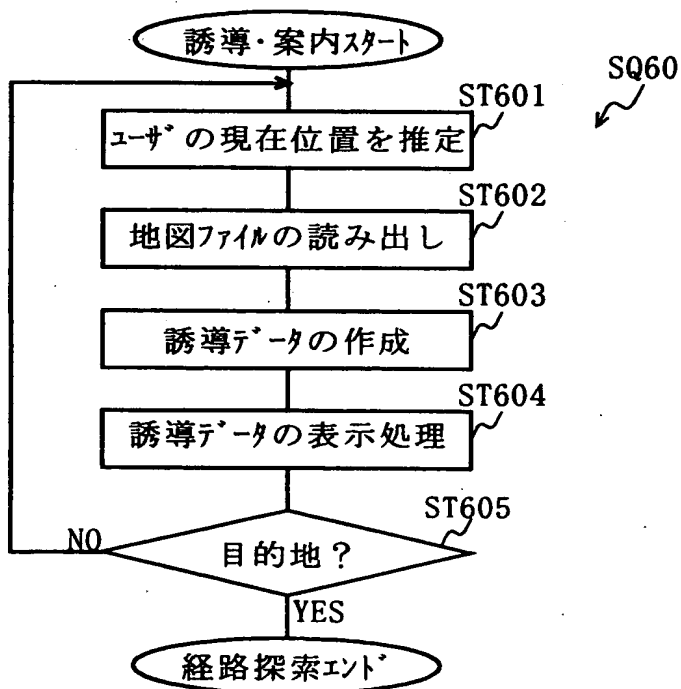 誘導・案内ｽﾀｰﾄ
SQ60
ST601
ﾕｰｻﾞの現在位置を推定
ST602
地図ﾌｧｲﾙの読み出し
ST603
誘導ﾃﾞｰﾀの作成
ST604
誘導ﾃﾞｰﾀの表示処理
ST605
NO
目的地？
YES
経路探索ｴﾝﾄﾞ